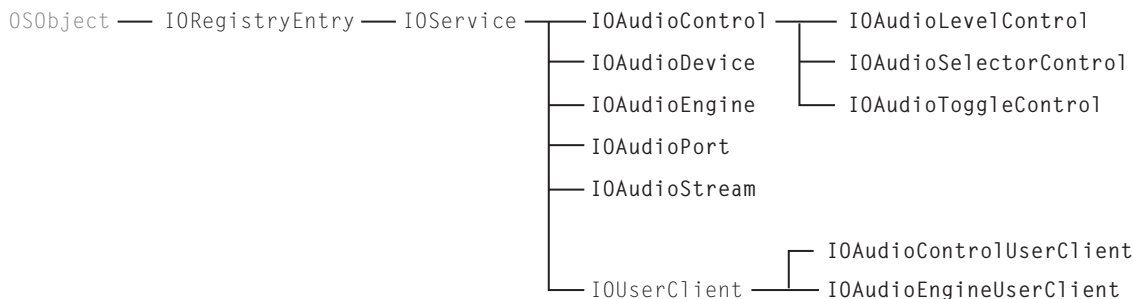 OSObject IORegistryEntry IOService IOAudioControl IOAudioLevelControl
IOAudioDevice IOAudioSelectorControl
IOAudioEngine IOAudioToggleControl
IOAudioPort
IOAudioStream
IOAudioControlUserClient
IOUserClient IOAudioEngineUserClient